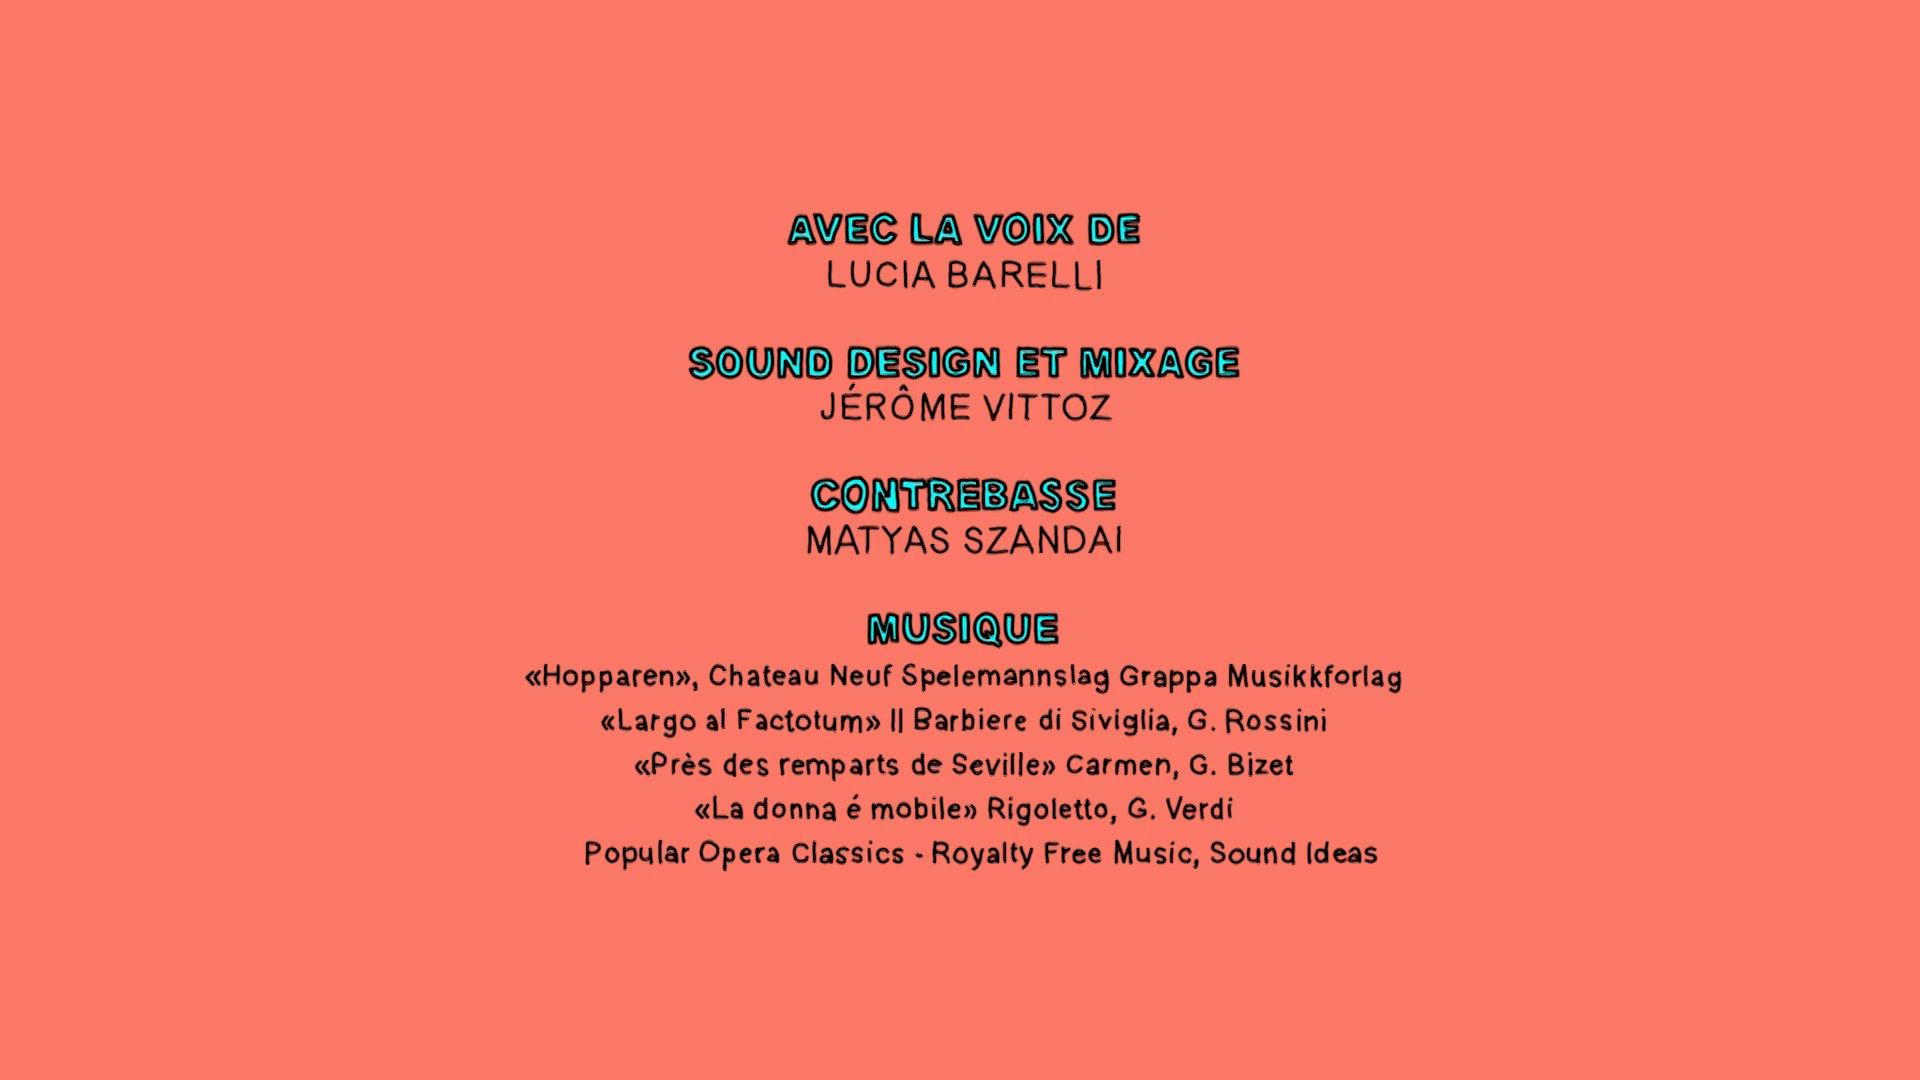 AVEC LA VOIX DE
LUCIA BARELLI
SOUND DESIGN ET MIXAGE
JÉRÔME VITTOZ
CONTREBASSE
MATYAS SZANDAI
MUSIQUE
«Hopparen», Chateau Neuf Spelemannslag Grappa Musikkforlag
«Largo al Factotum» Il Barbiere di Siviglia, G. Rossini
«Près des remparts de Seville» Carmen, G. Bizet
«La donna é mobile» Rigoletto, G. Verdi
Popular Opera Classics - Royalty Free Music, Sound Ideas